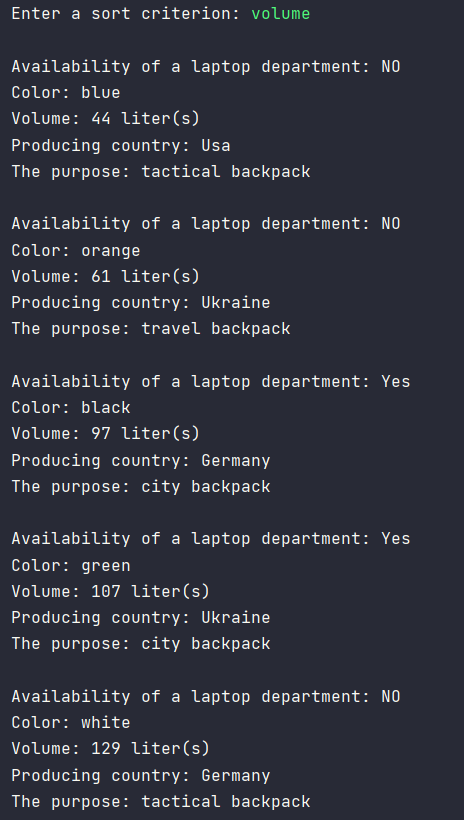 Enter a sort criterion: volume
Availability of a laptop department: NO
Color: blue
Volume: 44 liter(s)
Producing country: Usa
The purpose: tactical backpack
Availability of a laptop department: NO
Color: orange
Volume: 61 liter(s)
Producing country: Ukraine
The purpose: travel backpack
Availability of a laptop department: Yes
Color: black
Volume: 97 liter(s)
Producing country: Germany
The purpose: city backpack
Availability of a laptop department: Yes
Color: green
Volume: 107 liter(s)
Producing country: Ukraine
The purpose: city backpack
Availability of a laptop department: NO
Color: white
Volume: 129 liter(s)
Producing country: Germany
The purpose: tactical backpack